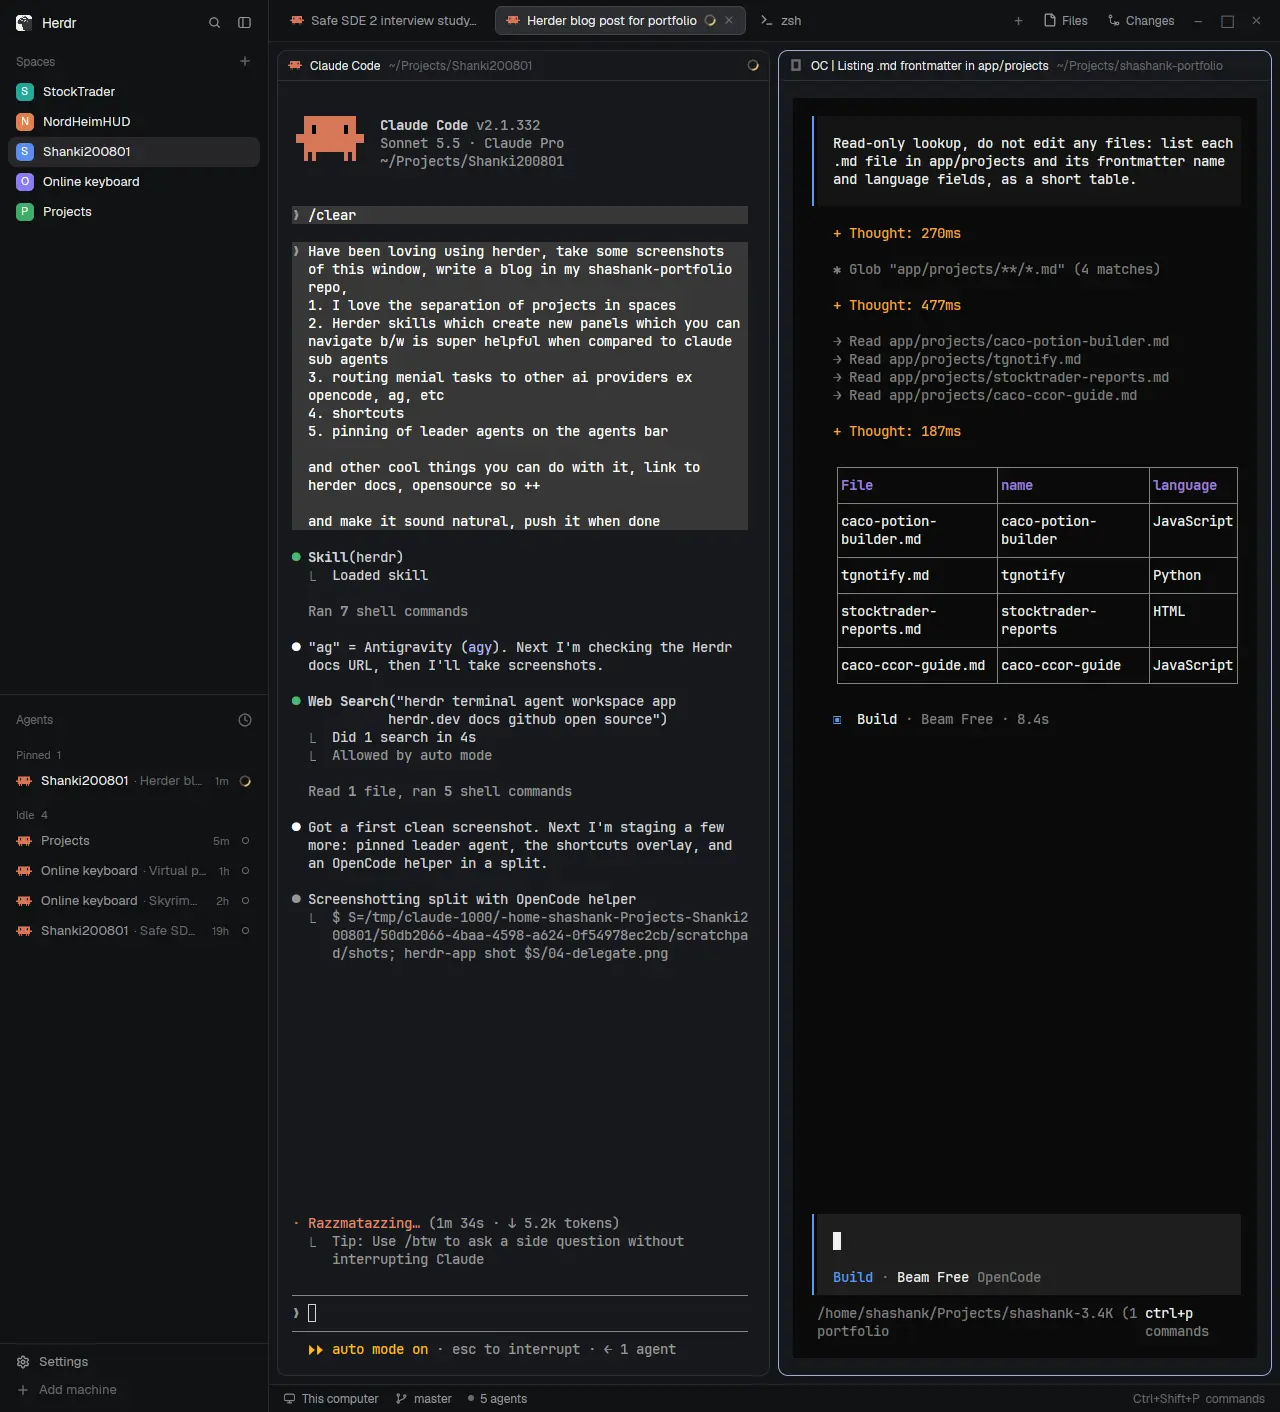 Herdr
Spaces
S StockTrader
N NordHeimHUD
S Shanki200801
O Online keyboard
P Projects
Agents
Pinned 1
Shanki200801 · Herder bl... 1m
Idle 4
Projects 5m
Online keyboard · Virtual p... 1h
Online keyboard · Skyrim... 2h
Shanki200801 · Safe SD... 19h
Settings
+ Add machine
Safe SDE 2 interview study...
Herder blog post for portfolio ×
zsh
+ Files Changes − □ ×
Claude Code ~/Projects/Shanki200801
Claude Code v2.1.332
Sonnet 5.5 · Claude Pro
~/Projects/Shanki200801
❯ /clear
❯ Have been loving using herder, take some screenshots
of this window, write a blog in my shashank-portfolio
repo,
1. I love the separation of projects in spaces
2. Herder skills which create new panels which you can
navigate b/w is super helpful when compared to claude
sub agents
3. routing menial tasks to other ai providers ex
opencode, ag, etc
4. shortcuts
5. pinning of leader agents on the agents bar
and other cool things you can do with it, link to
herder docs, opensource so ++
and make it sound natural, push it when done
● Skill(herdr)
⎿ Loaded skill
Ran 7 shell commands
● "ag" = Antigravity (agy). Next I'm checking the Herdr
docs URL, then I'll take screenshots.
● Web Search("herdr terminal agent workspace app
herdr.dev docs github open source")
⎿ Did 1 search in 4s
⎿ Allowed by auto mode
Read 1 file, ran 5 shell commands
● Got a first clean screenshot. Next I'm staging a few
more: pinned leader agent, the shortcuts overlay, and
an OpenCode helper in a split.
● Screenshotting split with OpenCode helper
⎿ $ S=/tmp/claude-1000/-home-shashank-Projects-Shanki2
00801/50db2066-4baa-4598-a624-0f54978ec2cb/scratchpa
d/shots; herdr-app shot $S/04-delegate.png
· Razzmatazzing… (1m 34s · ↓ 5.2k tokens)
⎿ Tip: Use /btw to ask a side question without
interrupting Claude
❯
⏵⏵ auto mode on · esc to interrupt · ← 1 agent
OC | Listing .md frontmatter in app/projects ~/Projects/shashank-portfolio
Read-only lookup, do not edit any files: list each
.md file in app/projects and its frontmatter name
and language fields, as a short table.
+ Thought: 270ms
✱ Glob "app/projects/**/*.md" (4 matches)
+ Thought: 477ms
→ Read app/projects/caco-potion-builder.md
→ Read app/projects/tgnotify.md
→ Read app/projects/stocktrader-reports.md
→ Read app/projects/caco-ccor-guide.md
+ Thought: 187ms
File name language
caco-potion- caco-potion- JavaScript
builder.md builder
tgnotify.md tgnotify Python
stocktrader- stocktrader- HTML
reports.md reports
caco-ccor-guide.md caco-ccor-guide JavaScript
▣ Build · Beam Free · 8.4s
Build · Beam Free OpenCode
/home/shashank/Projects/shashank-3.4K (1 ctrl+p
portfolio commands
This computer master ● 5 agents
Ctrl+Shift+P commands